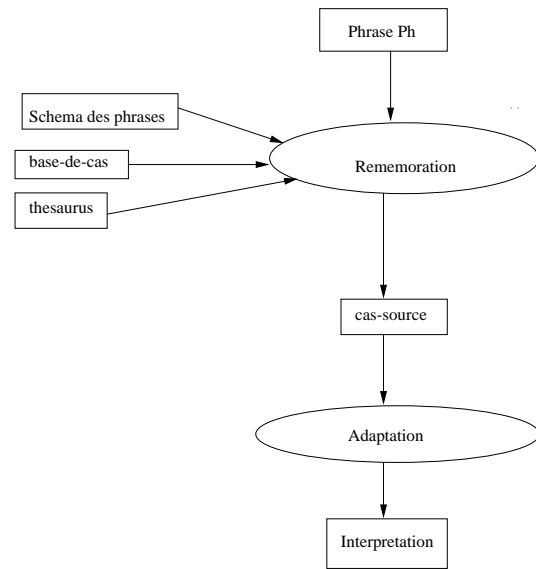 Phrase Ph
Schema des phrases
base-de-cas
Rememoration
thesaurus
cas-source
Adaptation
Interpretation